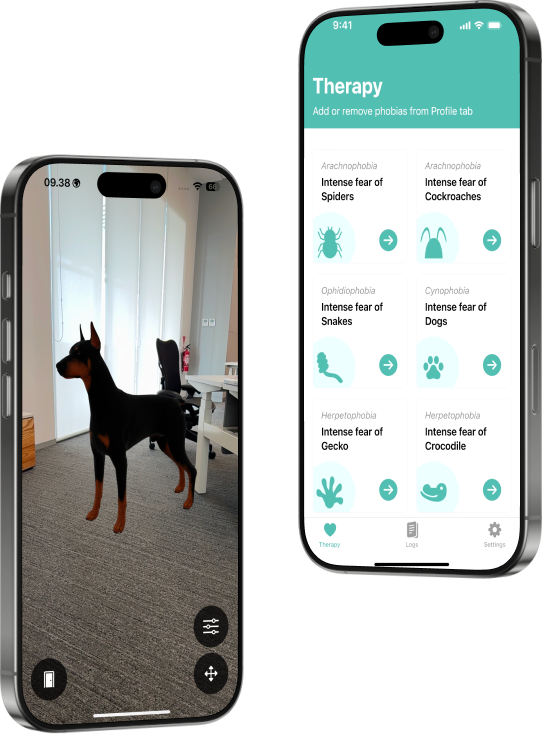 09.38
66
9:41
Therapy
Add or remove phobias from Profile tab
Arachnophobia
Intense fear of
Spiders
Arachnophobia
Intense fear of
Cockroaches
Ophidiophobia
Intense fear of
Snakes
Cynophobia
Intense fear of
Dogs
Herpetophobia
Intense fear of
Gecko
Herpetophobia
Intense fear of
Crocodile
Therapy
Logs
Settings